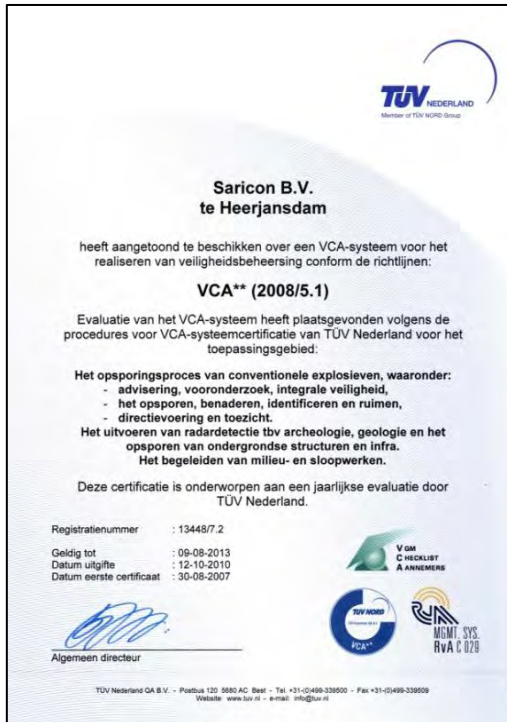 TÜV NEDERLAND
Member of TÜV NORD Group
Saricon B.V.
te Heerjansdam
heeft aangetoond te beschikken over een VCA-systeem voor het
realiseren van veiligheidsbeheersing conform de richtlijnen:
VCA** (2008/5.1)
Evaluatie van het VCA-systeem heeft plaatsgevonden volgens de
procedures voor VCA-systeemcertificatie van TÜV Nederland voor het
toepassingsgebied:
Het opsporingsproces van conventionele explosieven, waaronder:
- advisering, vooronderzoek, integrale veiligheid,
- het opsporen, benaderen, identificeren en ruimen,
- directievoering en toezicht.
Het uitvoeren van radardetectie tbv archeologie, geologie en het
opsporen van ondergrondse structuren en infra.
Het begeleiden van milieu- en sloopwerken.
Deze certificatie is onderworpen aan een jaarlijkse evaluatie door
TÜV Nederland.
Registratienummer : 13448/7.2
Geldig tot : 09-08-2013
Datum uitgifte : 12-10-2010
Datum eerste certificaat : 30-08-2007
VGM
CHECKLIST
AANNEMERS
TÜV NORD
VCA**
MGMT. SYS.
RvA C 029
Algemeen directeur
TÜV Nederland QA B.V. - Postbus 120 5680 AC Best - Tel. +31-(0)499-339500 - Fax +31-(0)499-339509
Website: www.tuv.nl - e-mail: info@tuv.nl